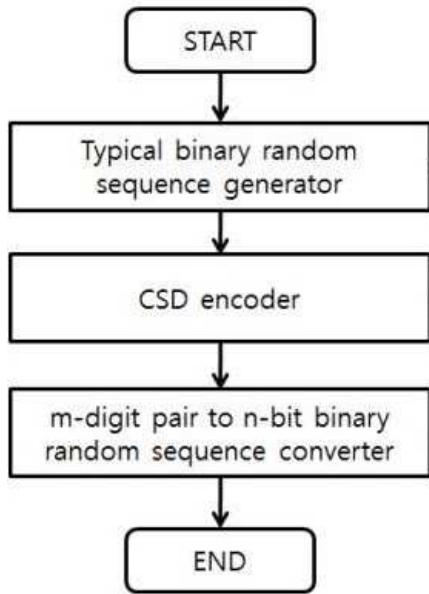 START
Typical binary random
sequence generator
CSD encoder
m-digit pair to n-bit binary
random sequence converter
END